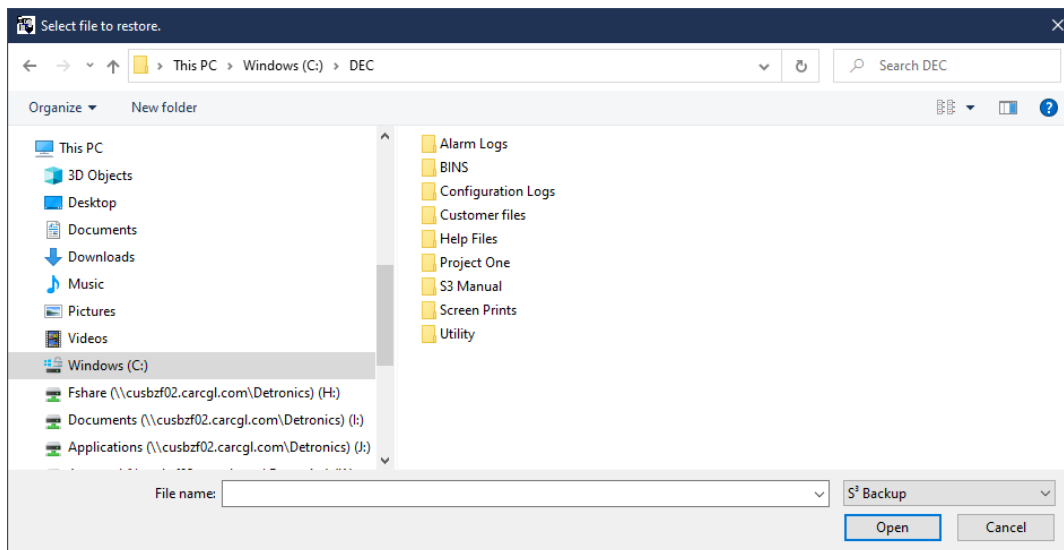 Select file to restore.
This PC > Windows (C:) > DEC
Search DEC
Organize New folder
This PC
3D Objects
Desktop
Documents
Downloads
Music
Pictures
Videos
Windows (C:)
Fshare (\\cusbzf02.carcgl.com\Detronics) (H:)
Documents (\\cusbzf02.carcgl.com\Detronics) (I:)
Applications (\\cusbzf02.carcgl.com\Detronics) (J:)
Alarm Logs
BINS
Configuration Logs
Customer files
Help Files
Project One
S3 Manual
Screen Prints
Utility
File name:
S³ Backup
Open Cancel